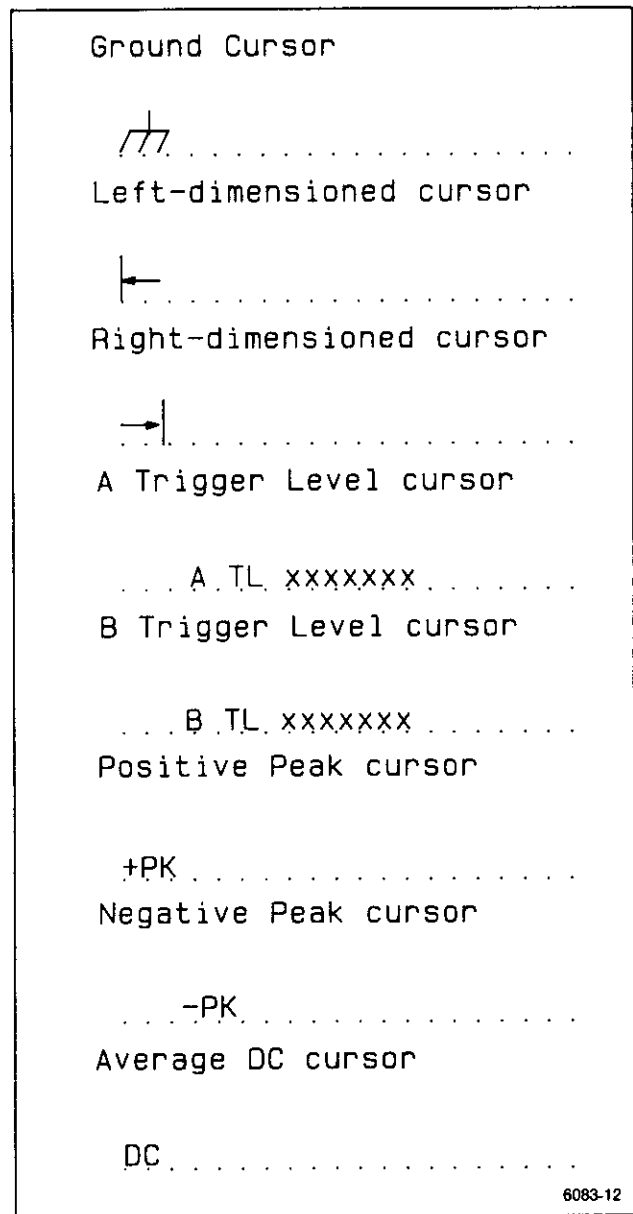 Ground Cursor
. . . . . . . . . . . . . . . . . . . .
Left-dimensioned cursor
. . . . . . . . . . . . . . . . . . . .
Right-dimensioned cursor
. . . . . . . . . . . . . . . . . . . .
A Trigger Level cursor
. . . A TL xxxxxxx . . . . . . .
B Trigger Level cursor
. . . B TL xxxxxxx . . . . . . .
Positive Peak cursor
+PK . . . . . . . . . . . . . . . . .
Negative Peak cursor
. . . -PK . . . . . . . . . . . . . . .
Average DC cursor
DC . . . . . . . . . . . . . . . . . .
6083-12